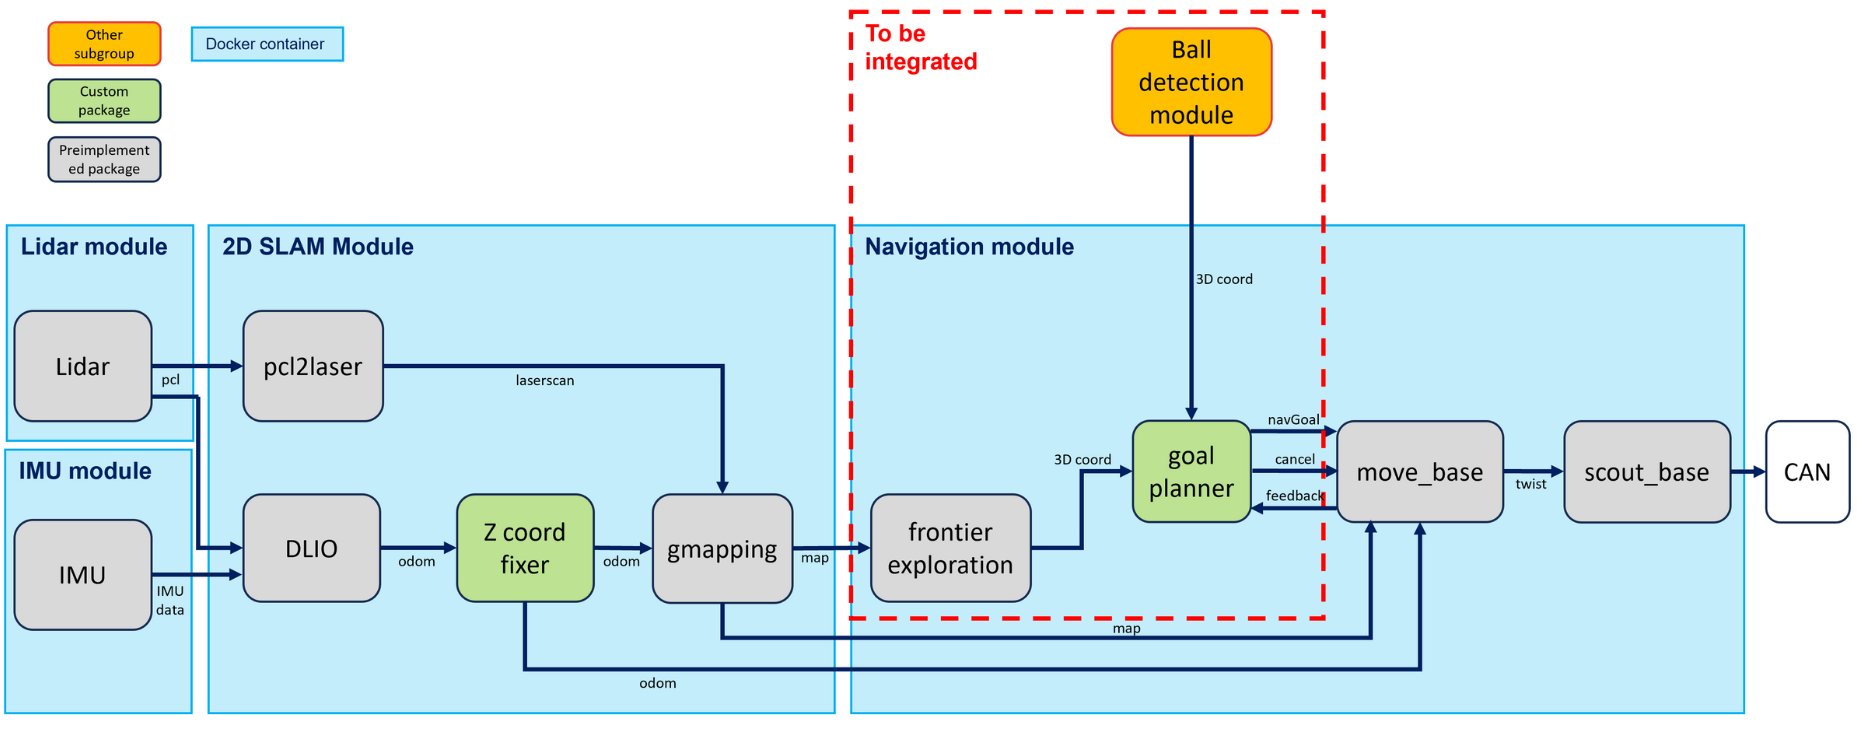 Other
subgroup
Docker container
Custom
package
Preimplement
ed package
To be
integrated
Ball
detection
module
3D coord
Lidar module
Lidar
pcl
IMU module
IMU
IMU
data
2D SLAM Module
pcl2laser
laserscan
DLIO
odom
Z coord
fixer
odom
gmapping
map
odom
map
Navigation module
frontier
exploration
3D coord
goal
planner
navGoal
cancel
feedback
move_base
twist
scout_base
CAN